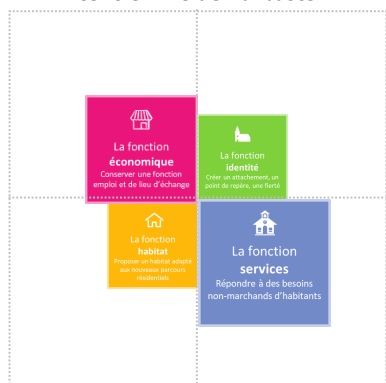 La fonction
économique
Conserver une fonction
emploi et de lieu d'échange
La fonction
identité
Créer un attachement, un
point de repère, une fierté
La fonction
habitat
Proposer un habitat adapté
aux nouveaux parcours
résidentiels
La fonction
services
Répondre à des besoins
non-marchands d'habitants